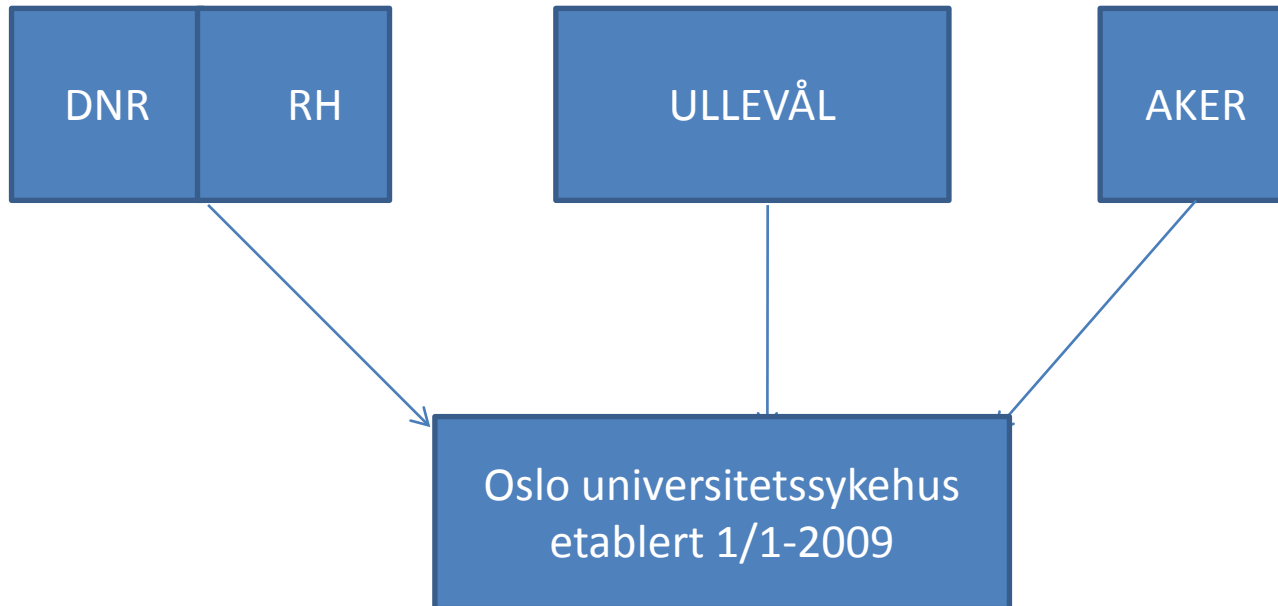 DNR
RH
ULLEVÅL
AKER
Oslo universitetssykehus
etablert 1/1-2009